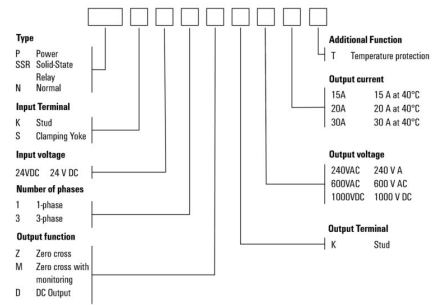 Type
P Power
SSR Solid-State
Relay
N Normal
Input Terminal
K Stud
S Clamping Yoke
Input voltage
24VDC 24 V DC
Number of phases
1 1-phase
3 3-phase
Output function
Z Zero cross
M Zero cross with
monitoring
D DC Output
Additional Function
T Temperature protection
Output current
15A 15 A at 40°C
20A 20 A at 40°C
30A 30 A at 40°C
Output voltage
240VAC 240 V A
600VAC 600 V AC
1000VDC 1000 V DC
Output Terminal
K Stud